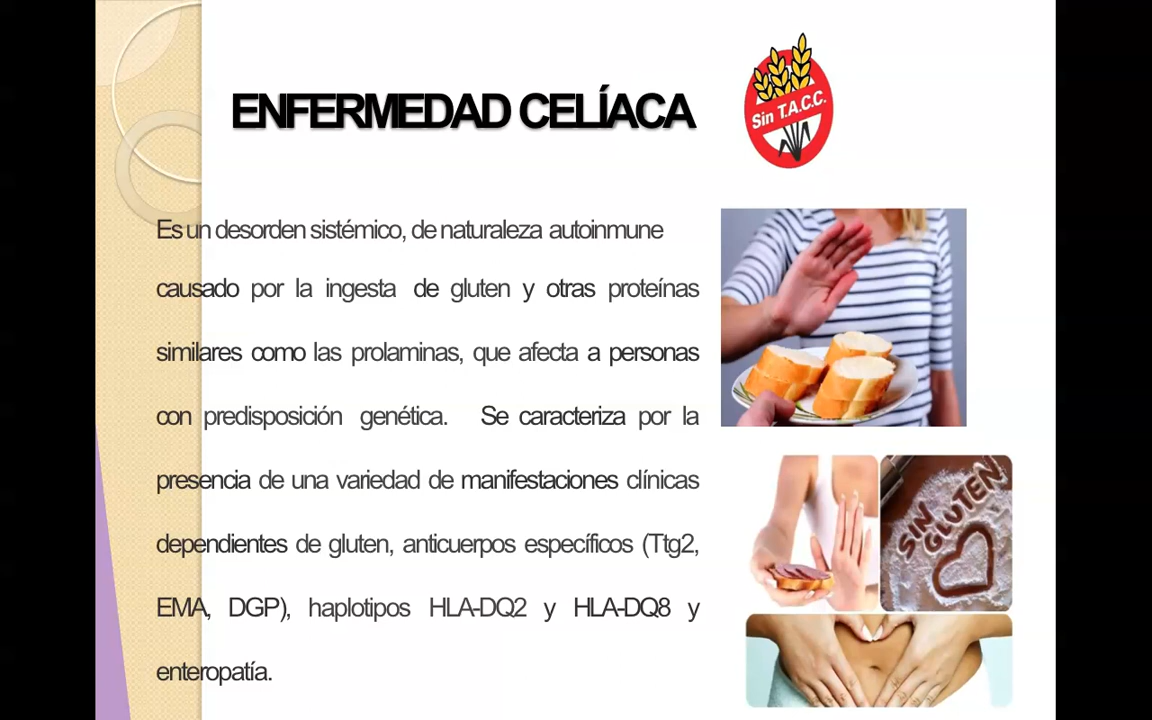 ENFERMEDAD CELÍACA
Sin T.A.C.C.
Es un desorden sistémico, de naturaleza autoinmune
causado por la ingesta de gluten y otras proteínas
similares como las prolaminas, que afecta a personas
con predisposición genética. Se caracteriza por la
presencia de una variedad de manifestaciones clínicas
dependientes de gluten, anticuerpos específicos (Ttg2,
EMA, DGP), haplotipos HLA-DQ2 y HLA-DQ8 y
enteropatía.
SIN
GLUTEN